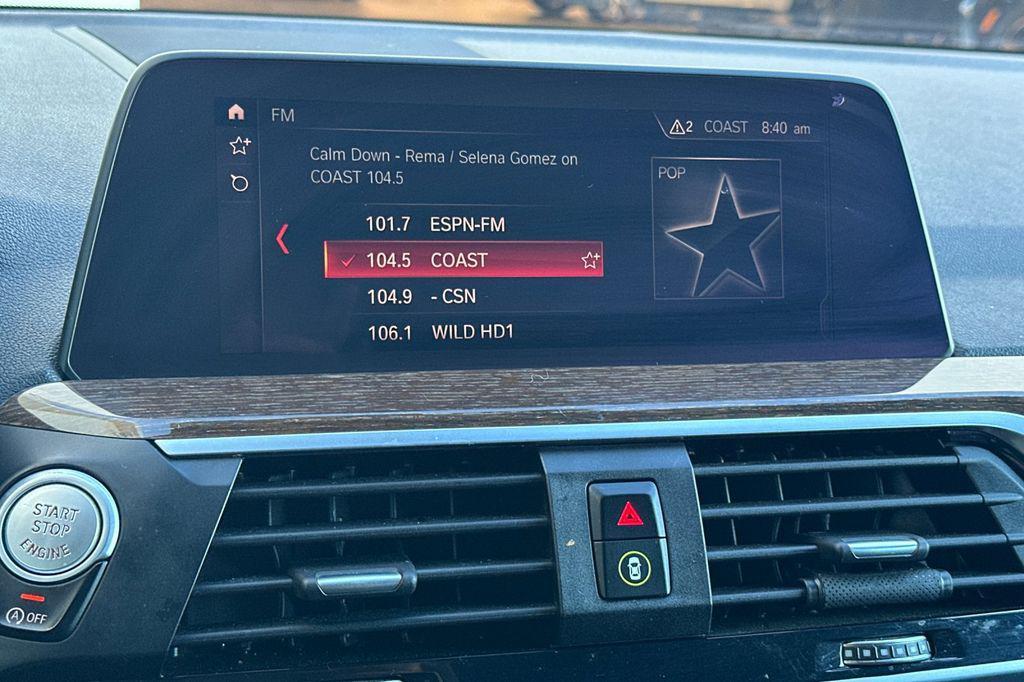 FM
2 COAST 8:40 am
Calm Down - Rema / Selena Gomez on
COAST 104.5
POP
101.7 ESPN-FM
104.5 COAST
104.9 - CSN
106.1 WILD HD1
START
STOP
ENGINE
A OFF